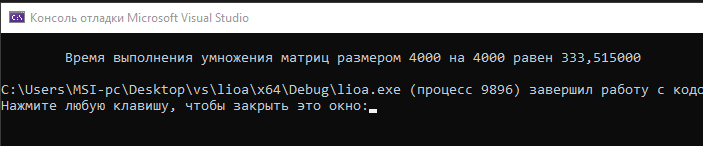 Консоль отладки Microsoft Visual Studio
Время выполнения умножения матриц размером 4000 на 4000 равен 333,515000
C:\Users\MSI-pc\Desktop\vs\lioa\x64\Debug\lioa.exe (процесс 9896) завершил работу с кодо
Нажмите любую клавишу, чтобы закрыть это окно: